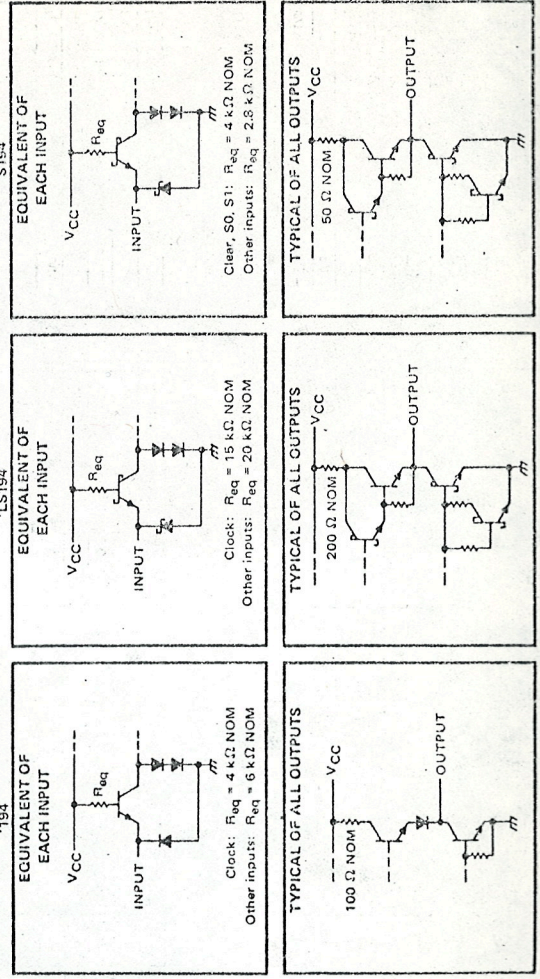 '194
EQUIVALENT OF
EACH INPUT
VCC
Req
INPUT
Clock: Req = 4 kΩ NOM
Other inputs: Req = 6 kΩ NOM
'LS194
EQUIVALENT OF
EACH INPUT
VCC
Req
INPUT
Clock: Req = 15 kΩ NOM
Other inputs: Req = 20 kΩ NOM
'S194
EQUIVALENT OF
EACH INPUT
VCC
Req
INPUT
Clear, S0, S1: Req = 4 kΩ NOM
Other inputs: Req = 2.8 kΩ NOM
TYPICAL OF ALL OUTPUTS
VCC
100 Ω NOM
OUTPUT
TYPICAL OF ALL OUTPUTS
VCC
200 Ω NOM
OUTPUT
TYPICAL OF ALL OUTPUTS
VCC
50 Ω NOM
OUTPUT